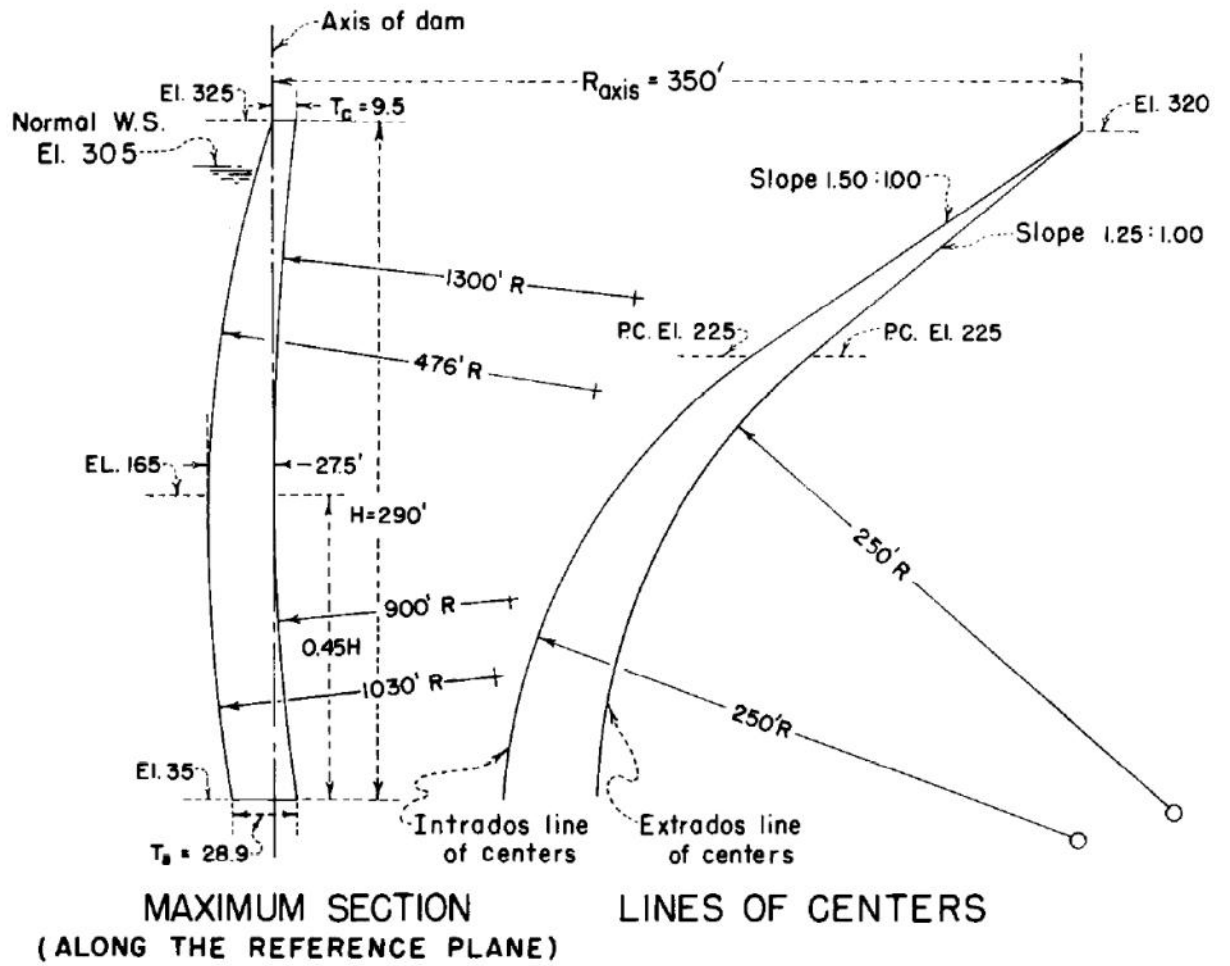 Axis of dam
Raxis = 350'
El. 325
Tc = 9.5
El. 320
Normal W.S.
El. 305
Slope 1.50 : 1.00
Slope 1.25 : 1.00
1300' R
P.C. El. 225
P.C. El. 225
476' R
EL. 165
27.5'
H=290'
250' R
900' R
0.45H
1030' R
250' R
El. 35
TB = 28.9
Intrados line
of centers
Extrados line
of centers
MAXIMUM SECTION
(ALONG THE REFERENCE PLANE)
LINES OF CENTERS